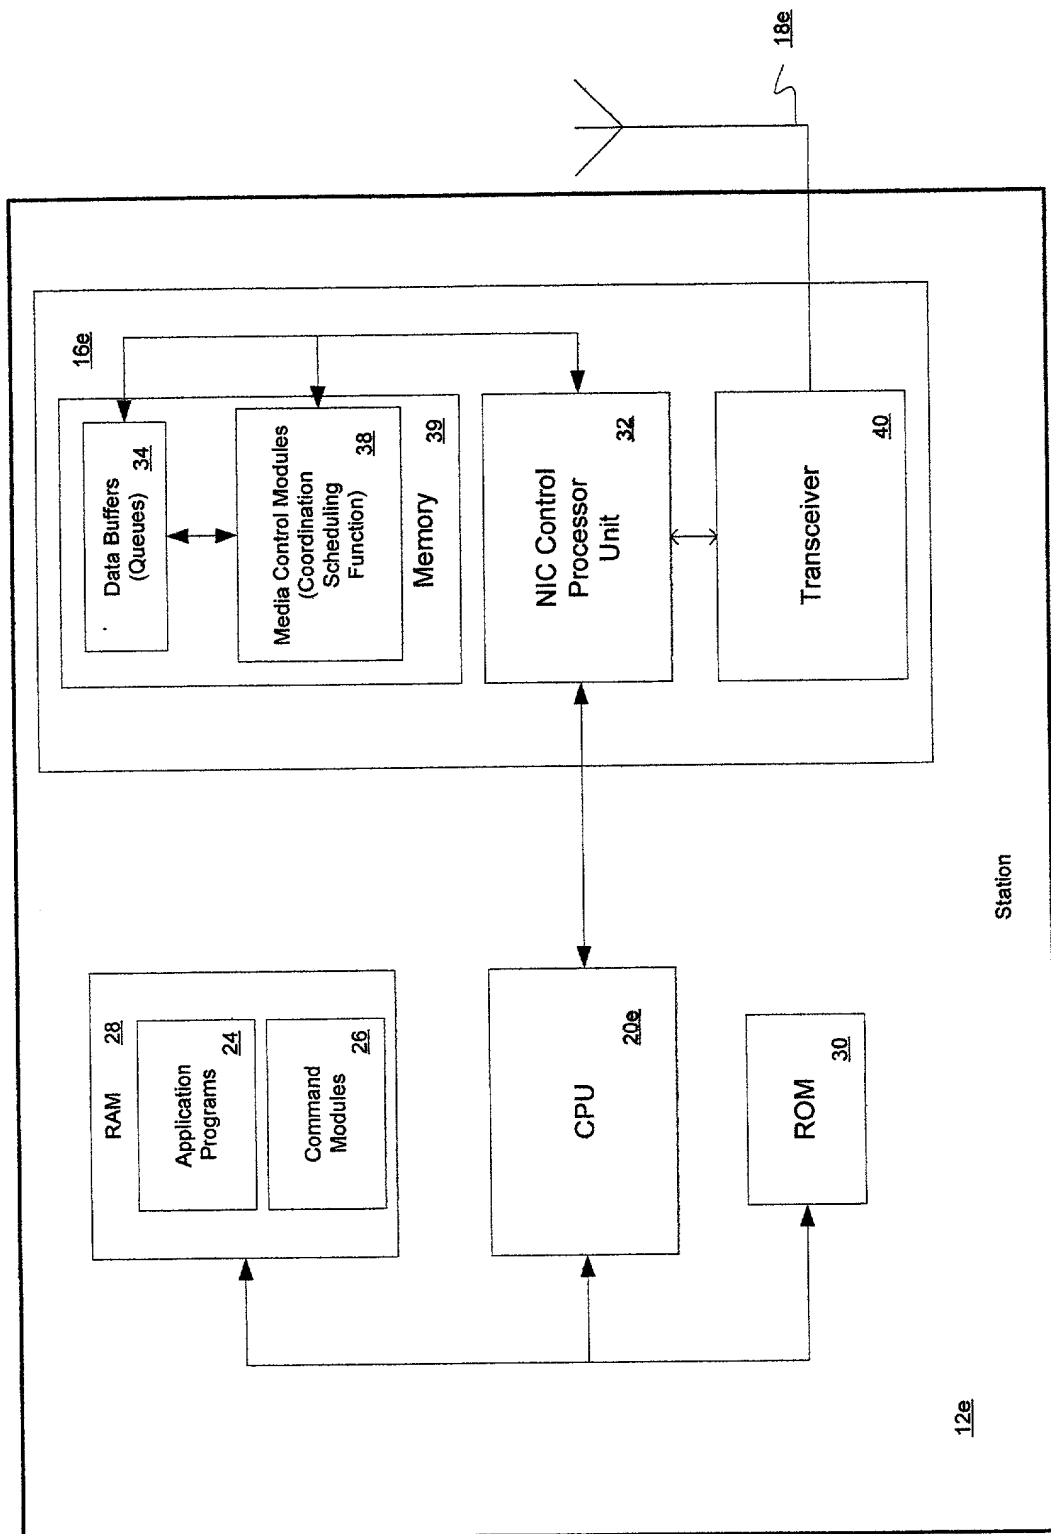 RAM
28
Application
Programs
24
Command
Modules
26
CPU
20e
ROM
30
12e
Station
16e
Data Buffers
(Queues)
34
Media Control Modules
(Coordination
Scheduling
Function)
38
Memory
39
NIC Control
Processor
Unit
32
Transceiver
40
18e